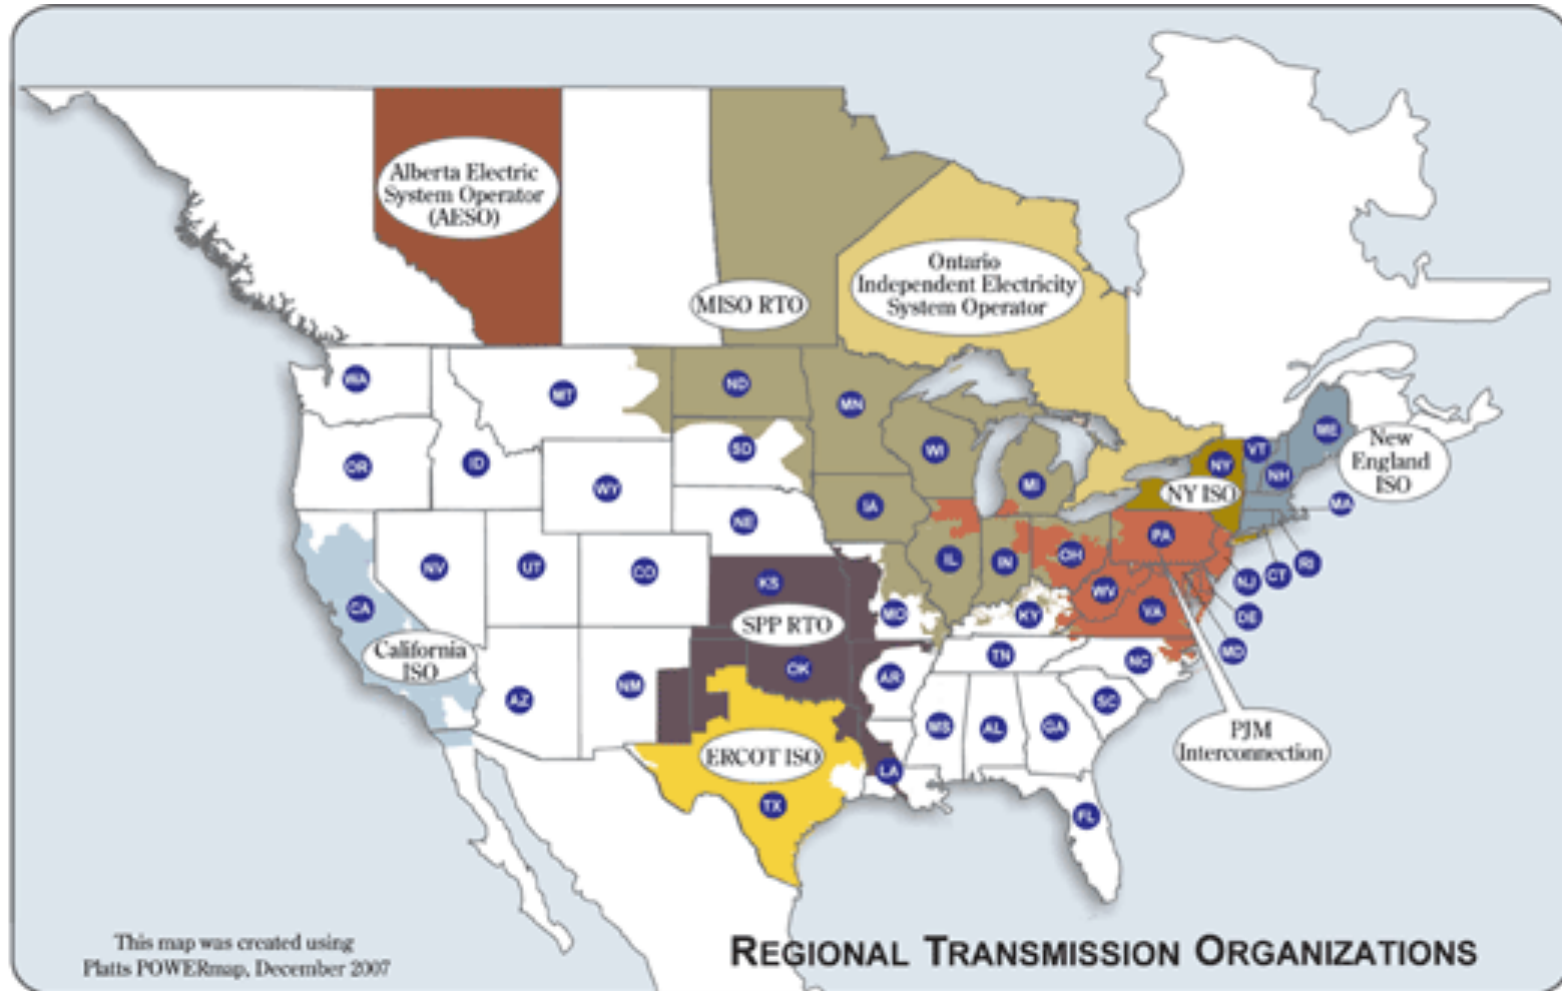 Alberta Electric
System Operator
(AESO)
MISO RTO
Ontario
Independent Electricity
System Operator
WA
MT
ND
MN
OR
ID
SD
WI
MI
NY
VT
NH
ME
New
England
ISO
NY ISO
WY
IA
MA
NE
NV
UT
CO
KS
IL
IN
OH
PA
RI
CT
NJ
CA
MO
KY
WV
VA
DE
SPP RTO
California
ISO
MD
AZ
NM
OK
AR
TN
NC
SC
MS
AL
GA
PJM
Interconnection
ERCOT ISO
LA
TX
FL
This map was created using
Platts POWERmap, December 2007
REGIONAL TRANSMISSION ORGANIZATIONS